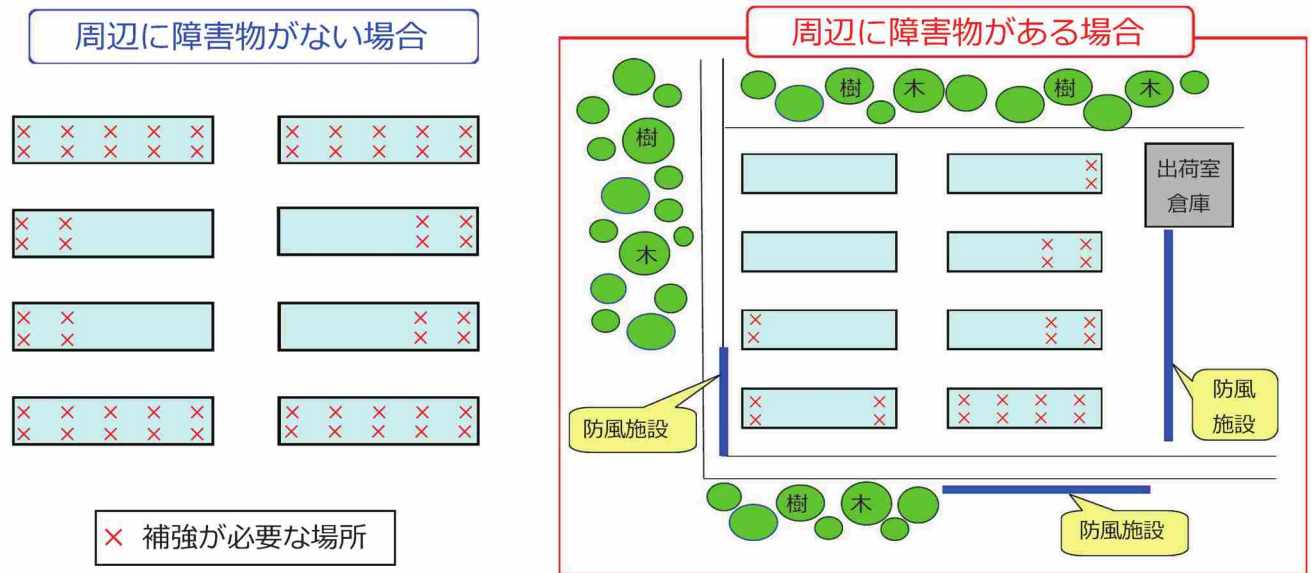 周辺に障害物がない場合
× 補強が必要な場所
周辺に障害物がある場合
樹
木
樹
木
樹
木
出荷室
倉庫
防風施設
防風
施設
樹
木
防風施設